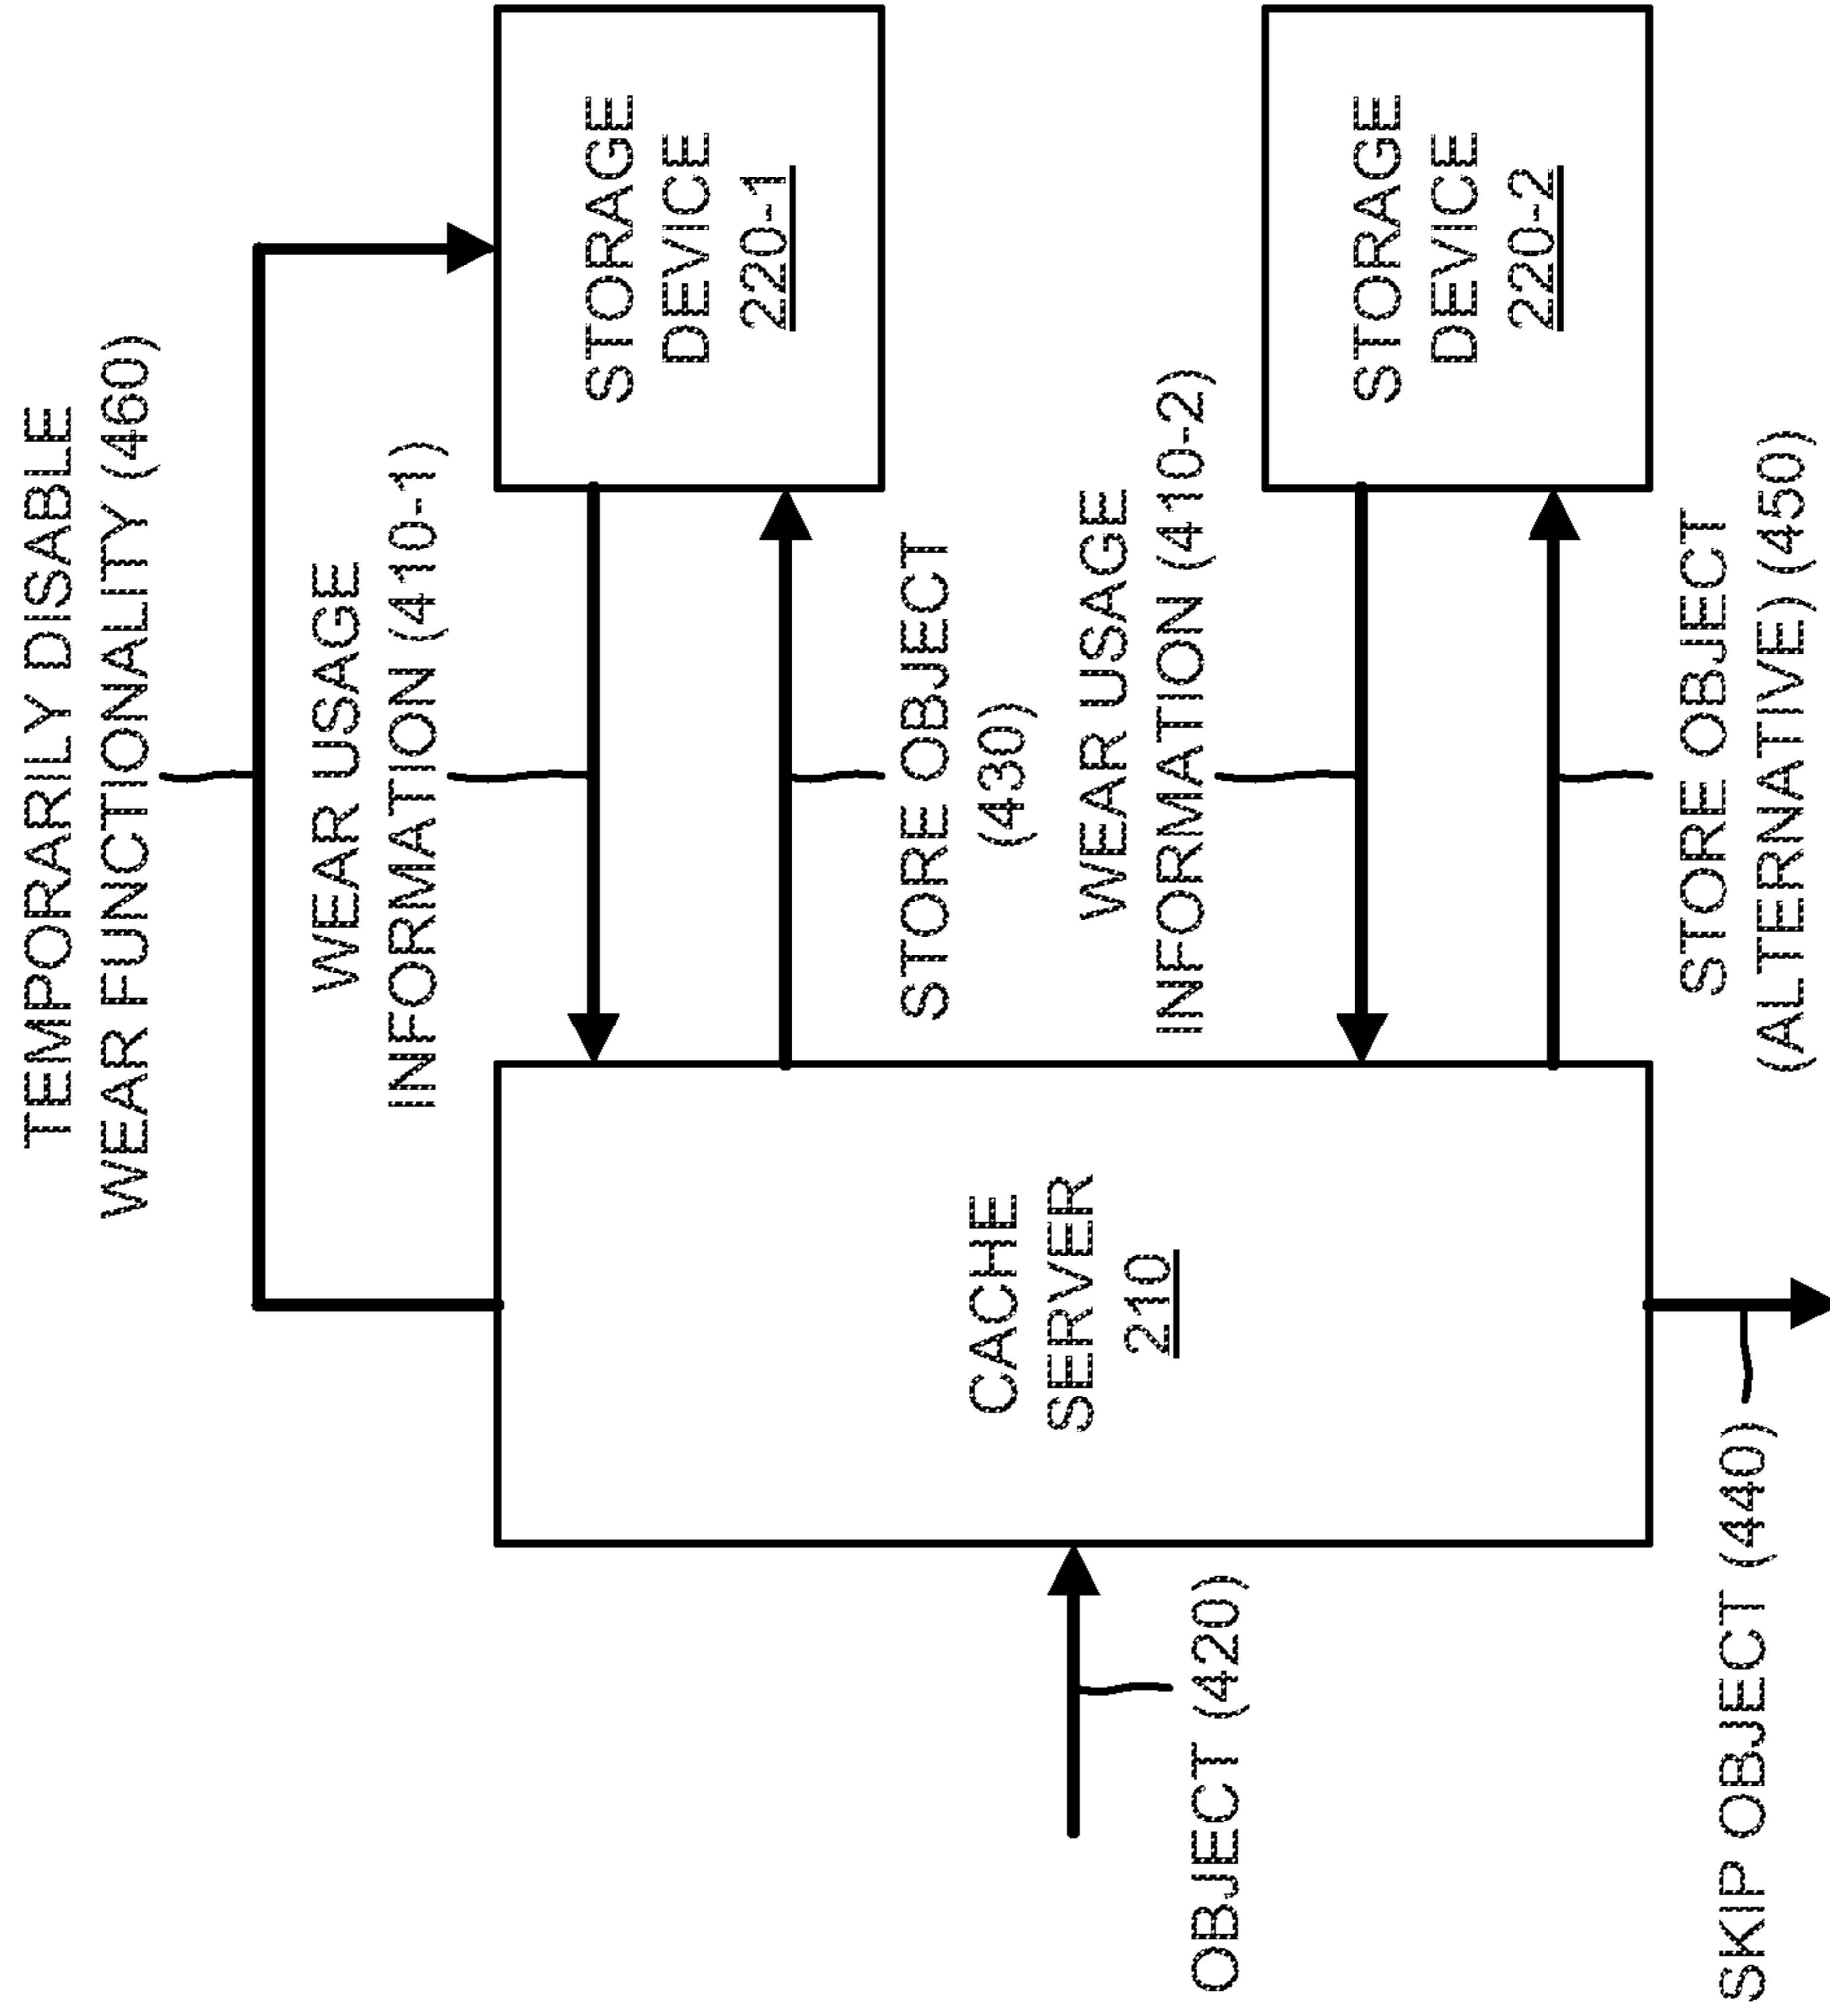 TEMPORARILY DISABLE
WEAR FUNCTIONALITY (460)
WEAR USAGE
INFORMATION (410-1)
STORAGE
DEVICE
220-1
STORE OBJECT
(430)
CACHE
SERVER
210
WEAR USAGE
INFORMATION (410-2)
STORAGE
DEVICE
220-2
OBJECT (420)
STORE OBJECT
(ALTERNATIVE) (450)
SKIP OBJECT (440)